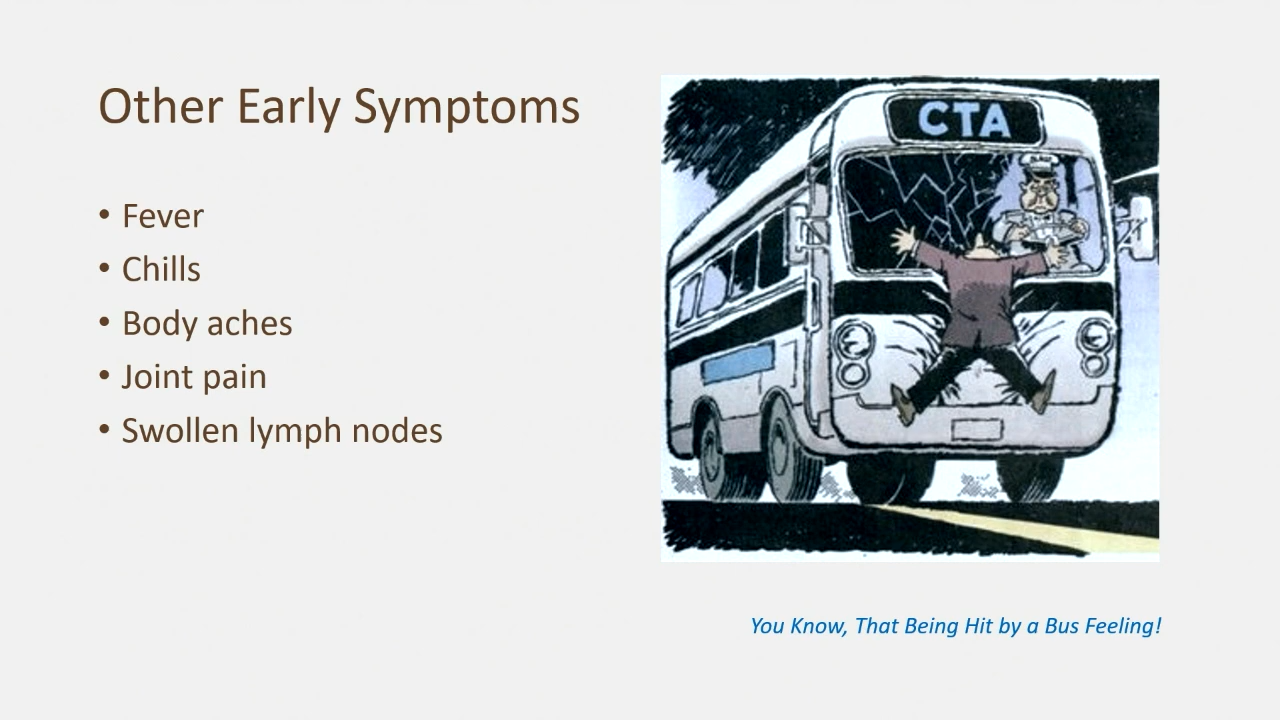 Other Early Symptoms
• Fever
• Chills
• Body aches
• Joint pain
• Swollen lymph nodes
CTA
You Know, That Being Hit by a Bus Feeling!